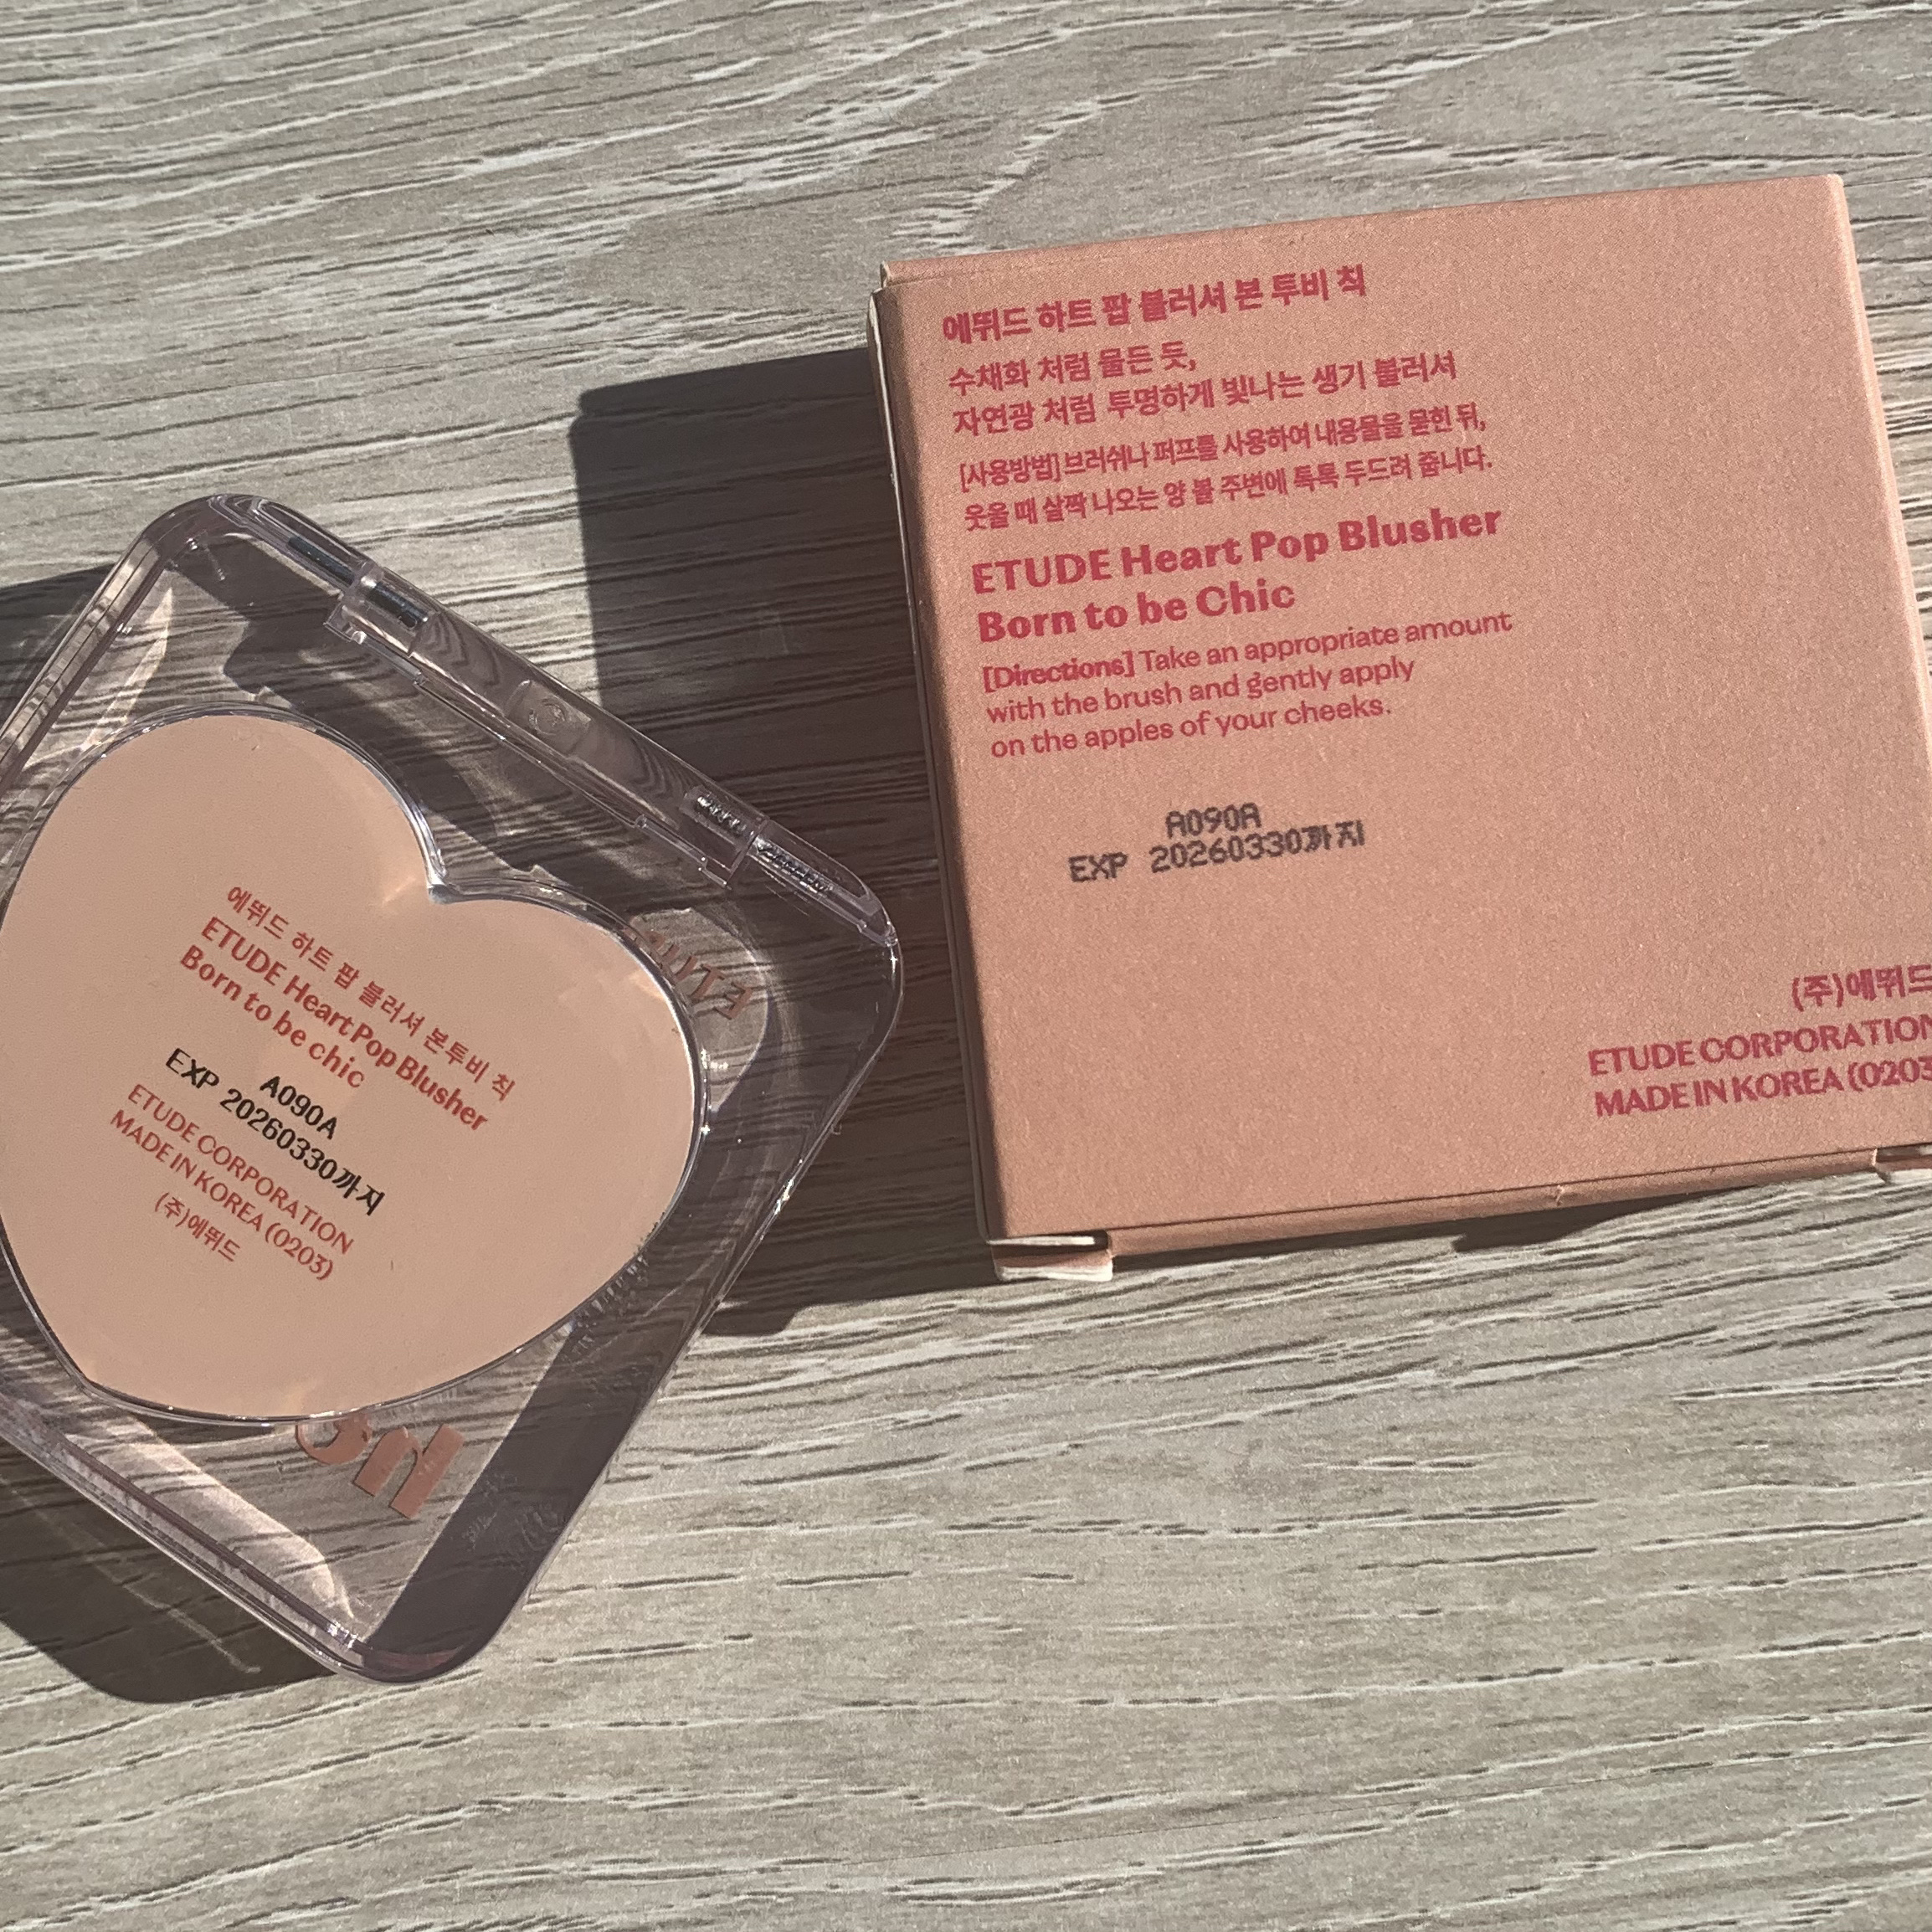 에뛰드 하트 팝 블러셔 본 투비 칙
수채화 처럼 물든 듯,
자연광 처럼 투명하게 빛나는 생기 블러셔
[사용방법] 브러쉬나 퍼프를 사용하여 내용물을 묻힌 뒤,
웃을 때 살짝 나오는 양 볼 주변에 톡톡 두드려 줍니다.
ETUDE Heart Pop Blusher
Born to be Chic
[Directions] Take an appropriate amount
with the brush and gently apply
on the apples of your cheeks.
A090A
EXP 20260330까지
(주)에뛰드
ETUDE CORPORATION
MADE IN KOREA (0203
에뛰드 하트 팝 블러셔 본투비 칙
ETUDE Heart Pop Blusher
Born to be chic
A090A
EXP 20260330까지
ETUDE CORPORATION
MADE IN KOREA (0203)
(주)에뛰드
ETUDE